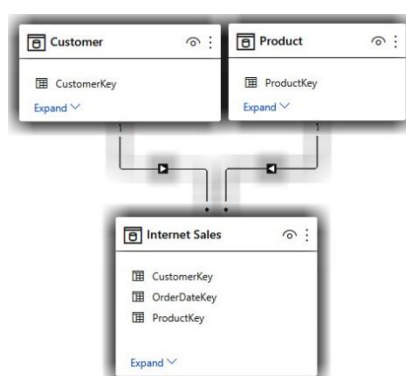 Customer
CustomerKey
Expand
Product
ProductKey
Expand
Internet Sales
CustomerKey
OrderDateKey
ProductKey
Expand